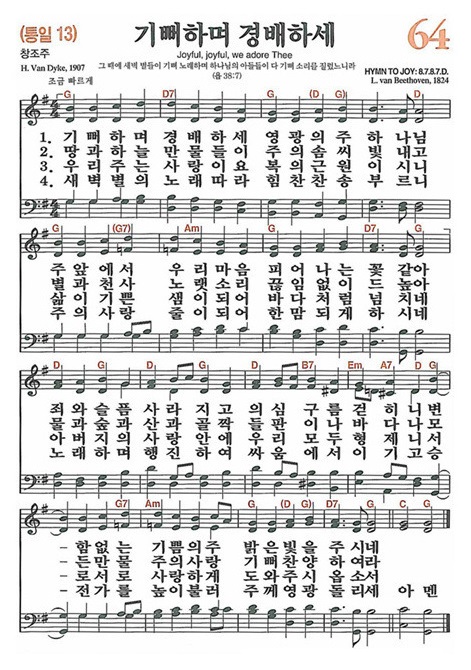 (통일 13)
창조주
기뻐하며 경배하세
64
Joyful, joyful, we adore Thee
H. Van Dyke, 1907
그 때에 새벽 별들이 기뻐 노래하며 하나님의 아들들이 다 기뻐 소리를 질렀느니라
(욥 38:7)
HYMN TO JOY: 8.7.8.7.D.
L. van Beethoven, 1824
조금 빠르게
G D7 G D
1. 기뻐하며 경배하세 영광의주 하나님
2. 땅과하늘 만물들이 주의솜씨 빛내고
3. 우리주는 사랑이요 복의근원 이시니
4. 새벽별의 노래따라 힘찬찬송 부르니
G (G7) Am G D7 G
주앞에서 우리마음 피어나는 꽃같아
별과천사 노랫소리 끊임없이 드높아
삶이기쁜 샘이되어 바다처럼 넘치네
주의사랑 줄이되어 한맘되게 하시네
D G D G D B7 Em A7 D
죄와슬픔 사라지고 의심구름 걷히니변
물과숲과 산과골짝 들판이나 바다나모
아버지의 사랑안에 우리모두 형제니서
노래하며 행진하여 싸움에서 이기고승
G G7 Am G (D) (G) D7 G C G
-함없는 기쁨의주 밝은빛을 주시네
-든만물 주의사랑 기뻐찬양 하여라
-로서로 사랑하게 도와주시 옵소서
-전가를 높이불러 주께영광 돌리세 아멘